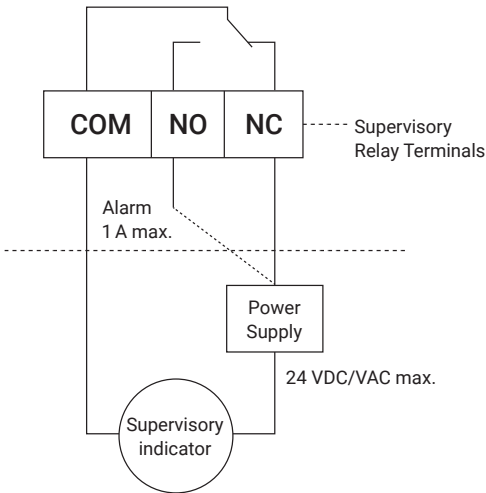 COM NO NC
Supervisory
Relay Terminals
Alarm
1 A max.
Power
Supply
24 VDC/VAC max.
Supervisory
indicator